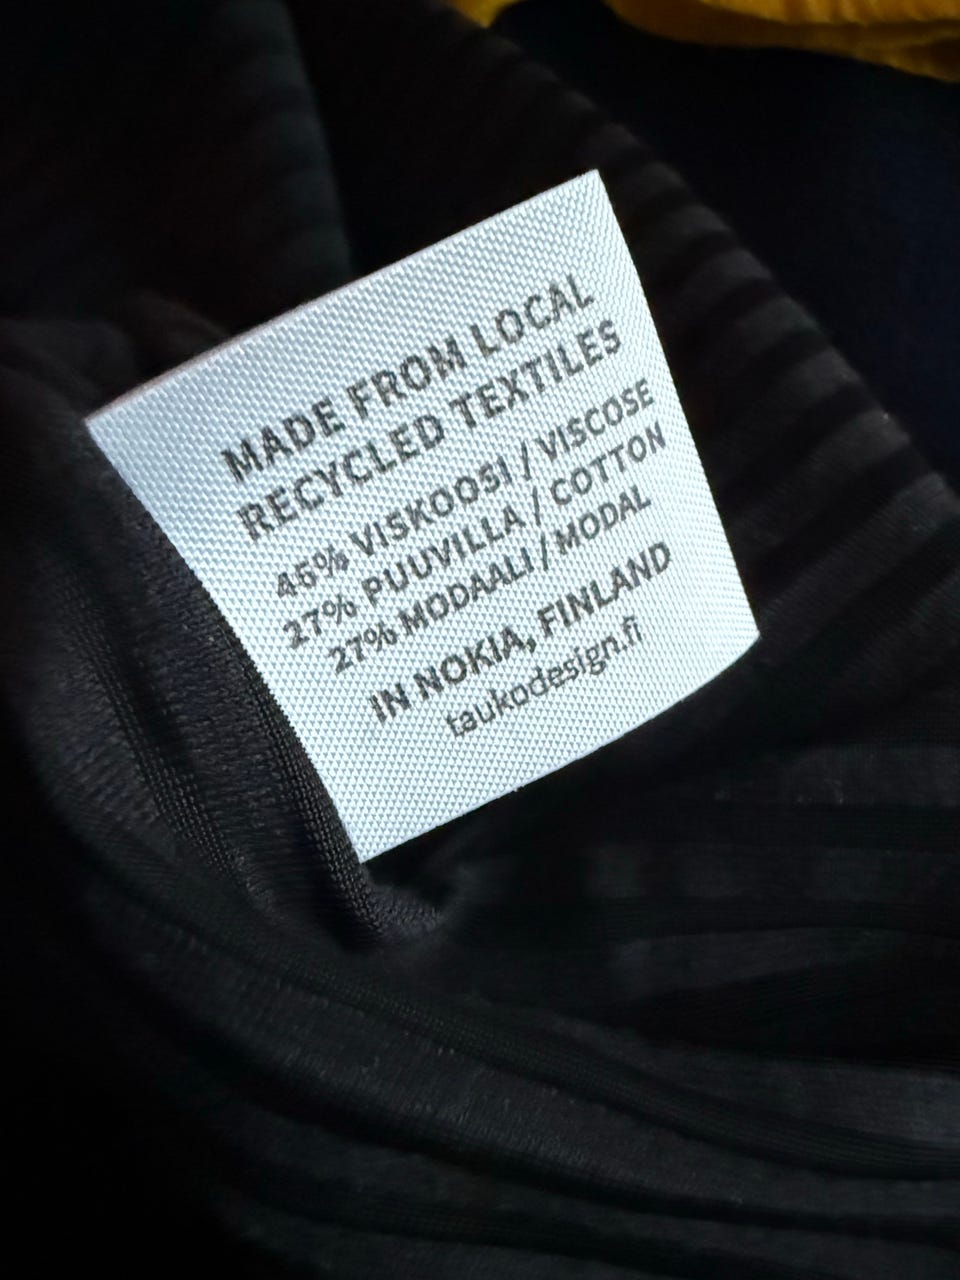 MADE FROM LOCAL
RECYCLED TEXTILES
46% VISKOOSI / VISCOSE
27% PUUVILLA / COTTON
27% MODAALI / MODAL
IN NOKIA, FINLAND
taukodesign.fi